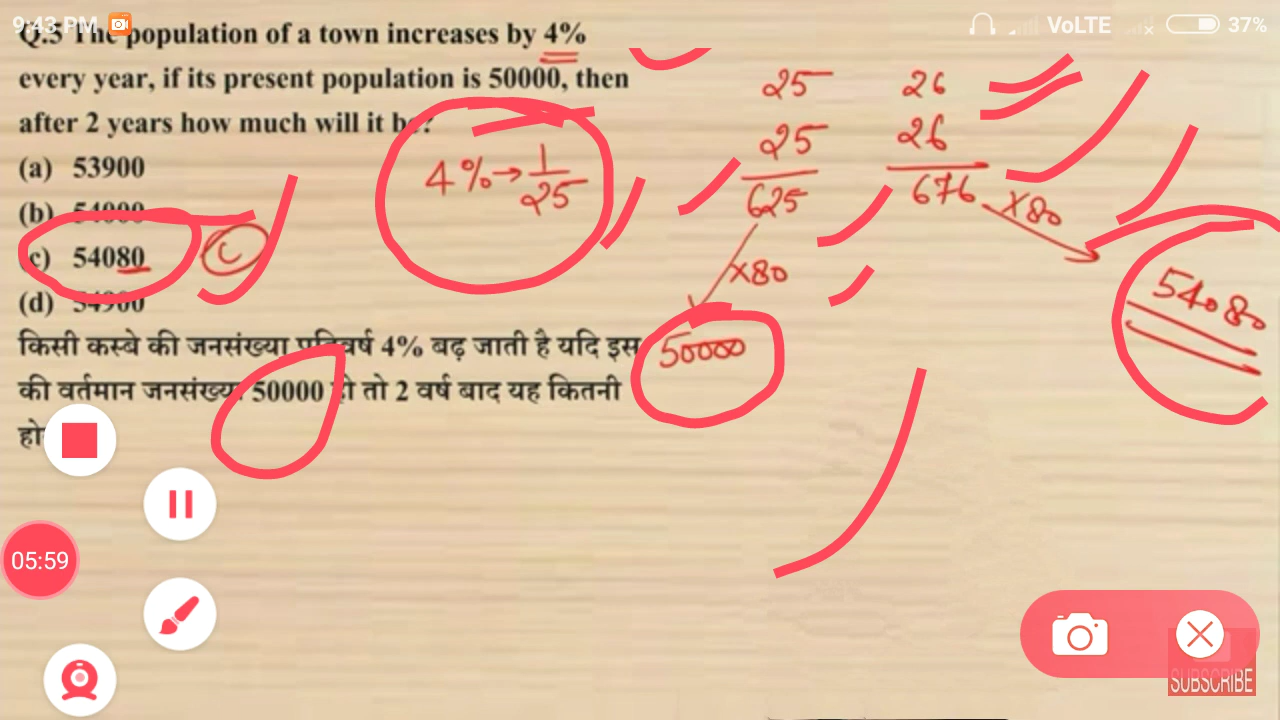 9:43 PM VoLTE 37%
Q.5 The population of a town increases by 4%
every year, if its present population is 50000, then
after 2 years how much will it be?
(a) 53900
(b) 54000
(c) 54080 C
(d) 54900
किसी कस्बे की जनसंख्या प्रतिवर्ष 4% बढ़ जाती है यदि इस
की वर्तमान जनसंख्या 50000 हो तो 2 वर्ष बाद यह कितनी
हो
4%→1/25
25 26
25 26
625 676
×80 ×80
50000 54080
05:59
SUBSCRIBE